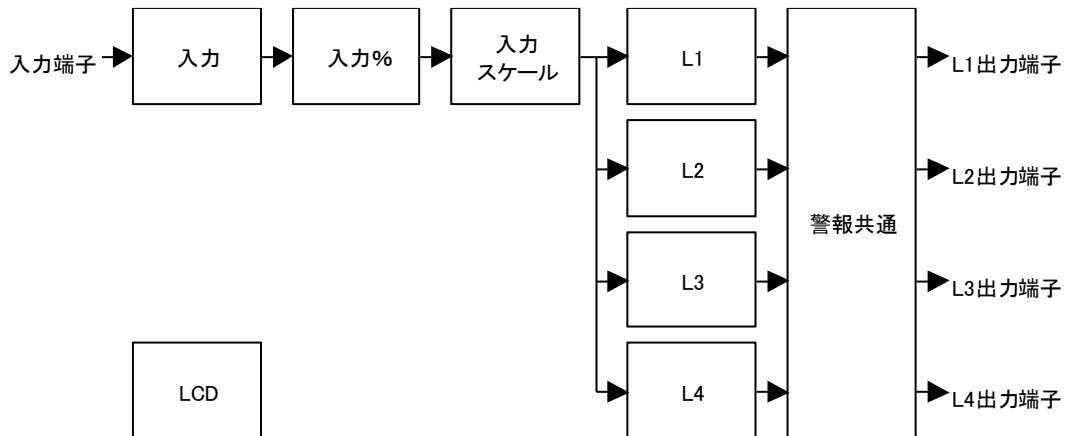 入力端子
入力
入力%
入力
スケール
L1
L2
L3
L4
警報共通
L1出力端子
L2出力端子
L3出力端子
L4出力端子
LCD